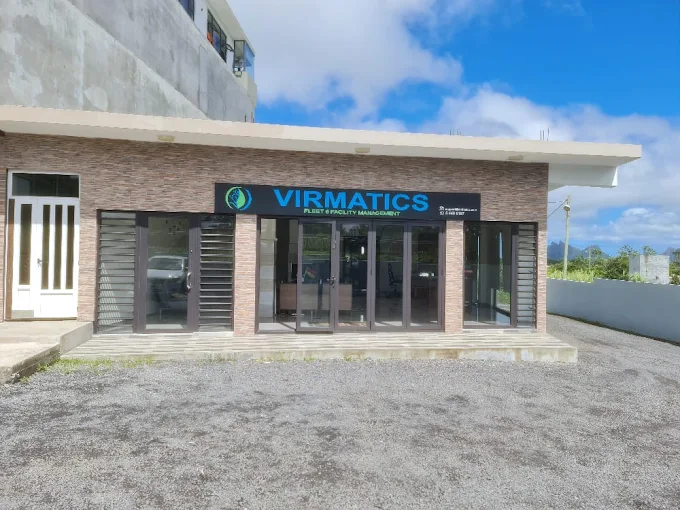 VIRMATICS
FLEET & FACILITY MANAGEMENT